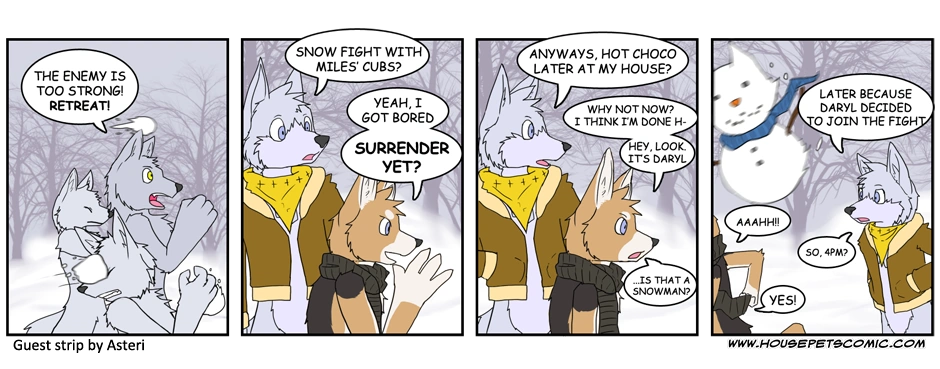 THE ENEMY IS
TOO STRONG!
RETREAT!
SNOW FIGHT WITH
MILES' CUBS?
YEAH, I
GOT BORED
SURRENDER
YET?
ANYWAYS, HOT CHOCO
LATER AT MY HOUSE?
WHY NOT NOW?
I THINK I'M DONE H-
HEY, LOOK.
IT'S DARYL
...IS THAT A
SNOWMAN?
LATER BECAUSE
DARYL DECIDED
TO JOIN THE FIGHT
AAAHH!!
SO, 4PM?
YES!
Guest strip by Asteri
WWW.HOUSEPETSCOMIC.COM